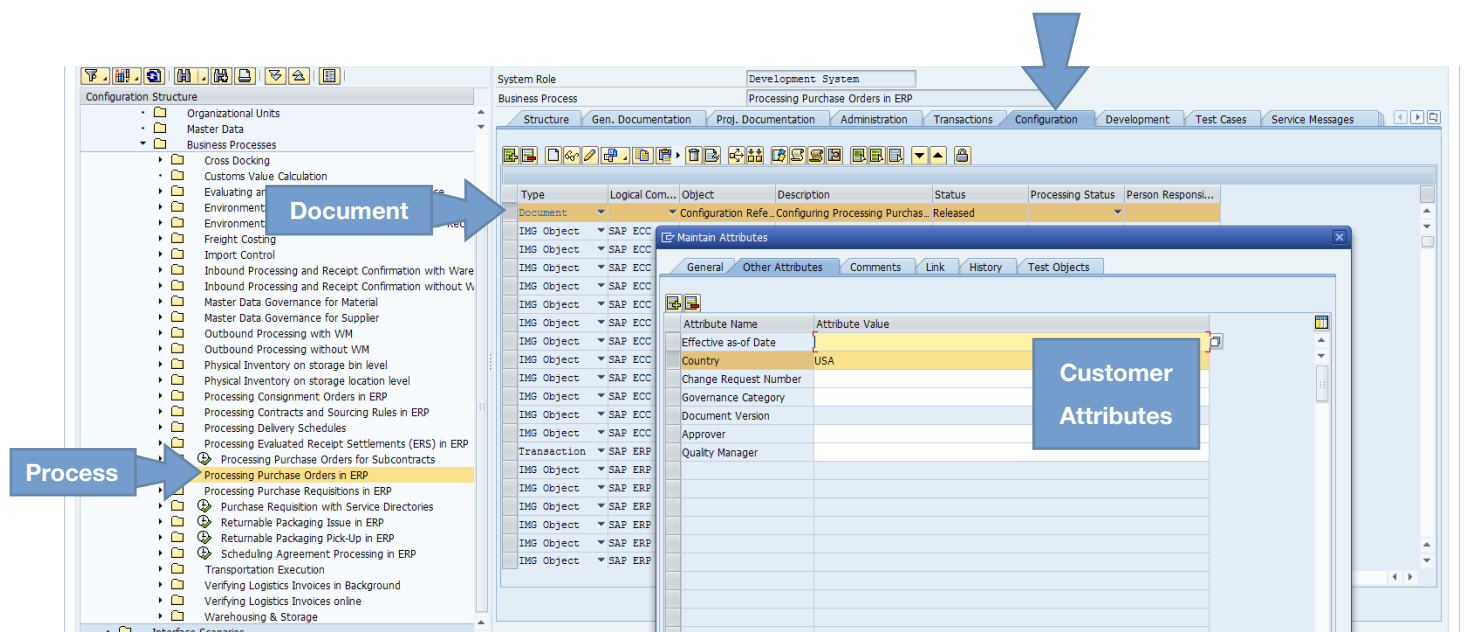 System Role Development System
Configuration Structure
Business Process Processing Purchase Orders in ERP
Organizational Units
Master Data
Business Processes
Cross Docking
Customs Value Calculation
Evaluating
Environment
Environment
Freight Costing
Import Control
Inbound Processing and Receipt Confirmation with Ware
Inbound Processing and Receipt Confirmation without W
Master Data Governance for Material
Master Data Governance for Supplier
Outbound Processing with WM
Outbound Processing without WM
Physical Inventory on storage bin level
Physical Inventory on storage location level
Processing Consignment Orders in ERP
Processing Contracts and Sourcing Rules in ERP
Processing Delivery Schedules
Processing Evaluated Receipt Settlements (ERS) in ERP
Processing Purchase Orders for Subcontracts
Processing Purchase Orders in ERP
Processing Purchase Requisitions in ERP
Purchase Requisition with Service Directories
Returnable Packaging Issue in ERP
Returnable Packaging Pick-Up in ERP
Scheduling Agreement Processing in ERP
Transportation Execution
Verifying Logistics Invoices in Background
Verifying Logistics Invoices online
Warehousing & Storage
Interface Scenarios
Process
Document
Structure Gen. Documentation Proj. Documentation Administration Transactions Configuration Development Test Cases Service Messages
Type Logical Com... Object Description Status Processing Status Person Responsi...
Document Configuration Refe... Configuring Processing Purchas... Released
IMG Object SAP ECC
IMG Object SAP ECC
IMG Object SAP ECC
IMG Object SAP ECC
IMG Object SAP ECC
IMG Object SAP ECC
IMG Object SAP ECC
IMG Object SAP ECC
IMG Object SAP ECC
IMG Object SAP ECC
IMG Object SAP ECC
IMG Object SAP ECC
Transaction SAP ERP
IMG Object SAP ERP
IMG Object SAP ERP
IMG Object SAP ERP
IMG Object SAP ERP
IMG Object SAP ERP
IMG Object SAP ERP
Maintain Attributes
General Other Attributes Comments Link History Test Objects
Attribute Name Attribute Value
Effective as-of Date
Country USA
Change Request Number
Governance Category
Document Version
Approver
Quality Manager
Customer
Attributes